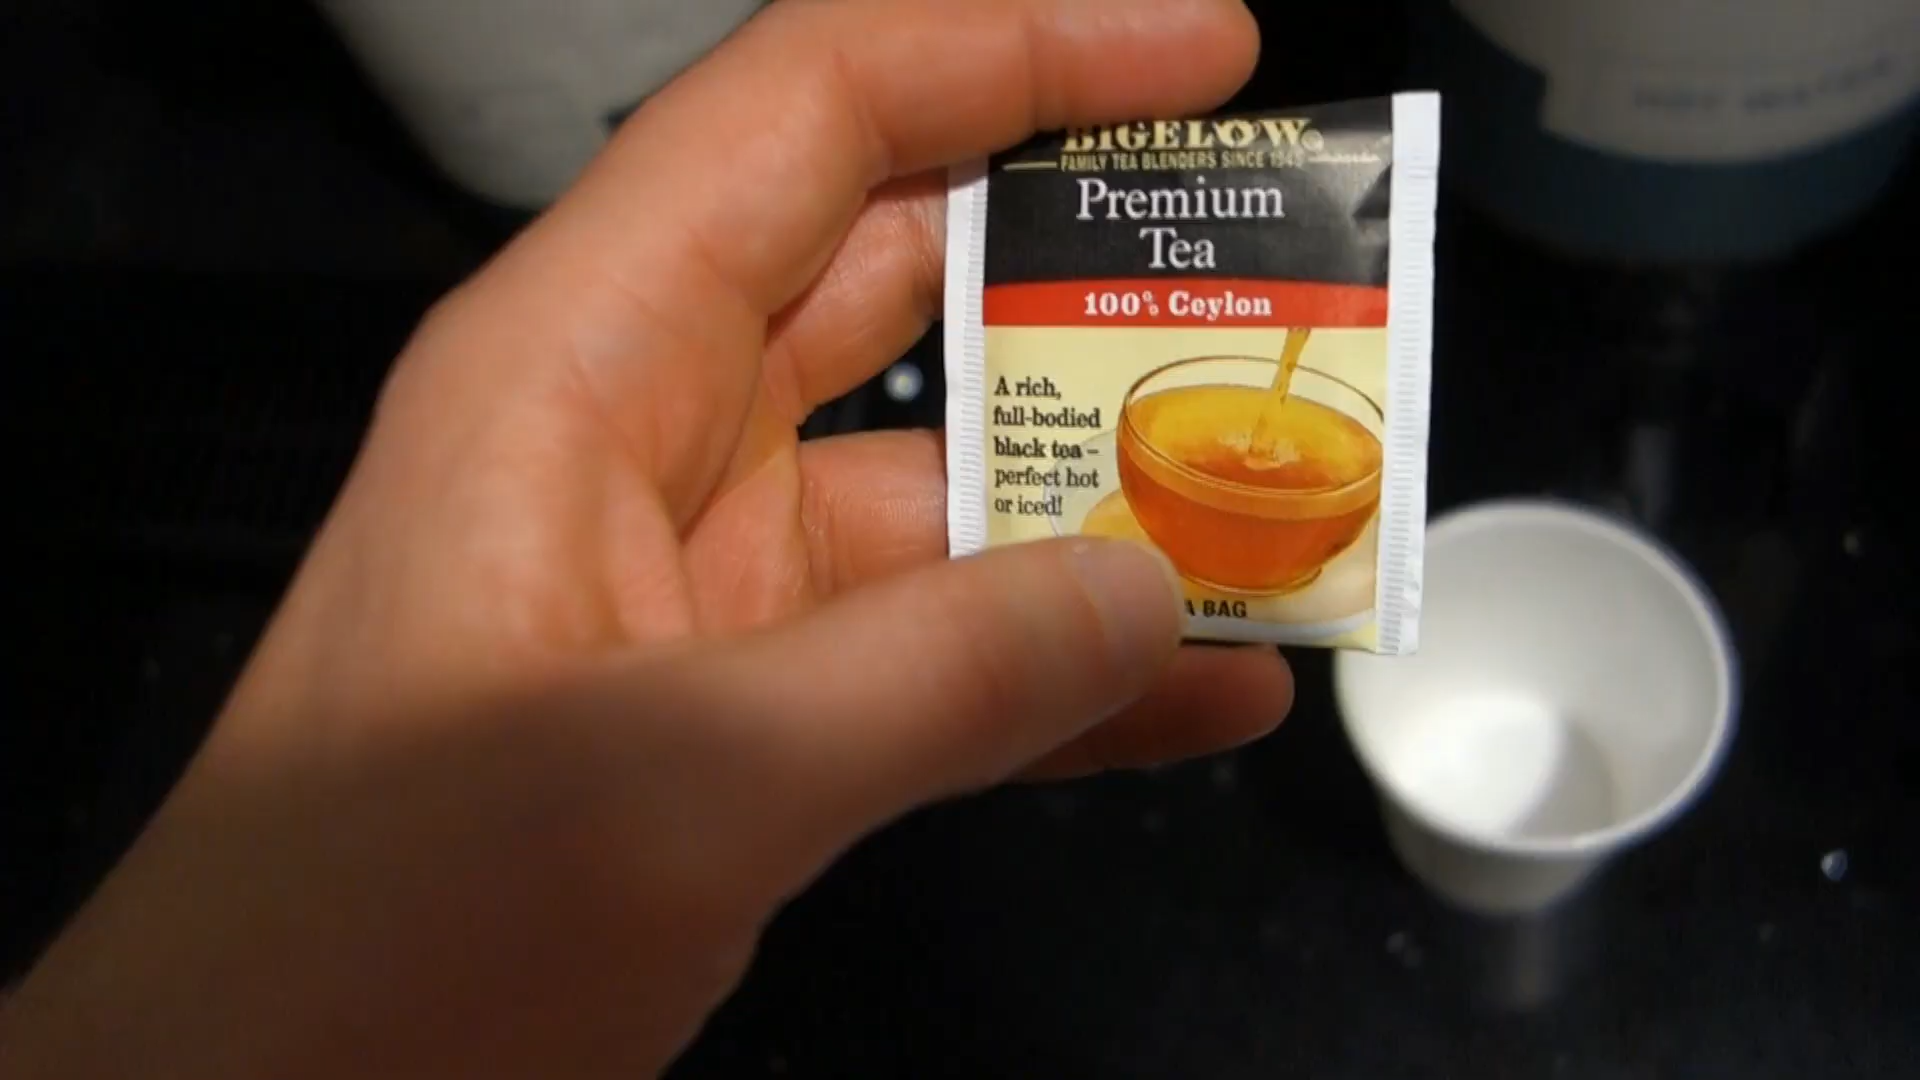 BIGELOW®
FAMILY TEA BLENDERS SINCE 1945
Premium
Tea
100% Ceylon
A rich,
full-bodied
black tea –
perfect hot
or iced!
BAG